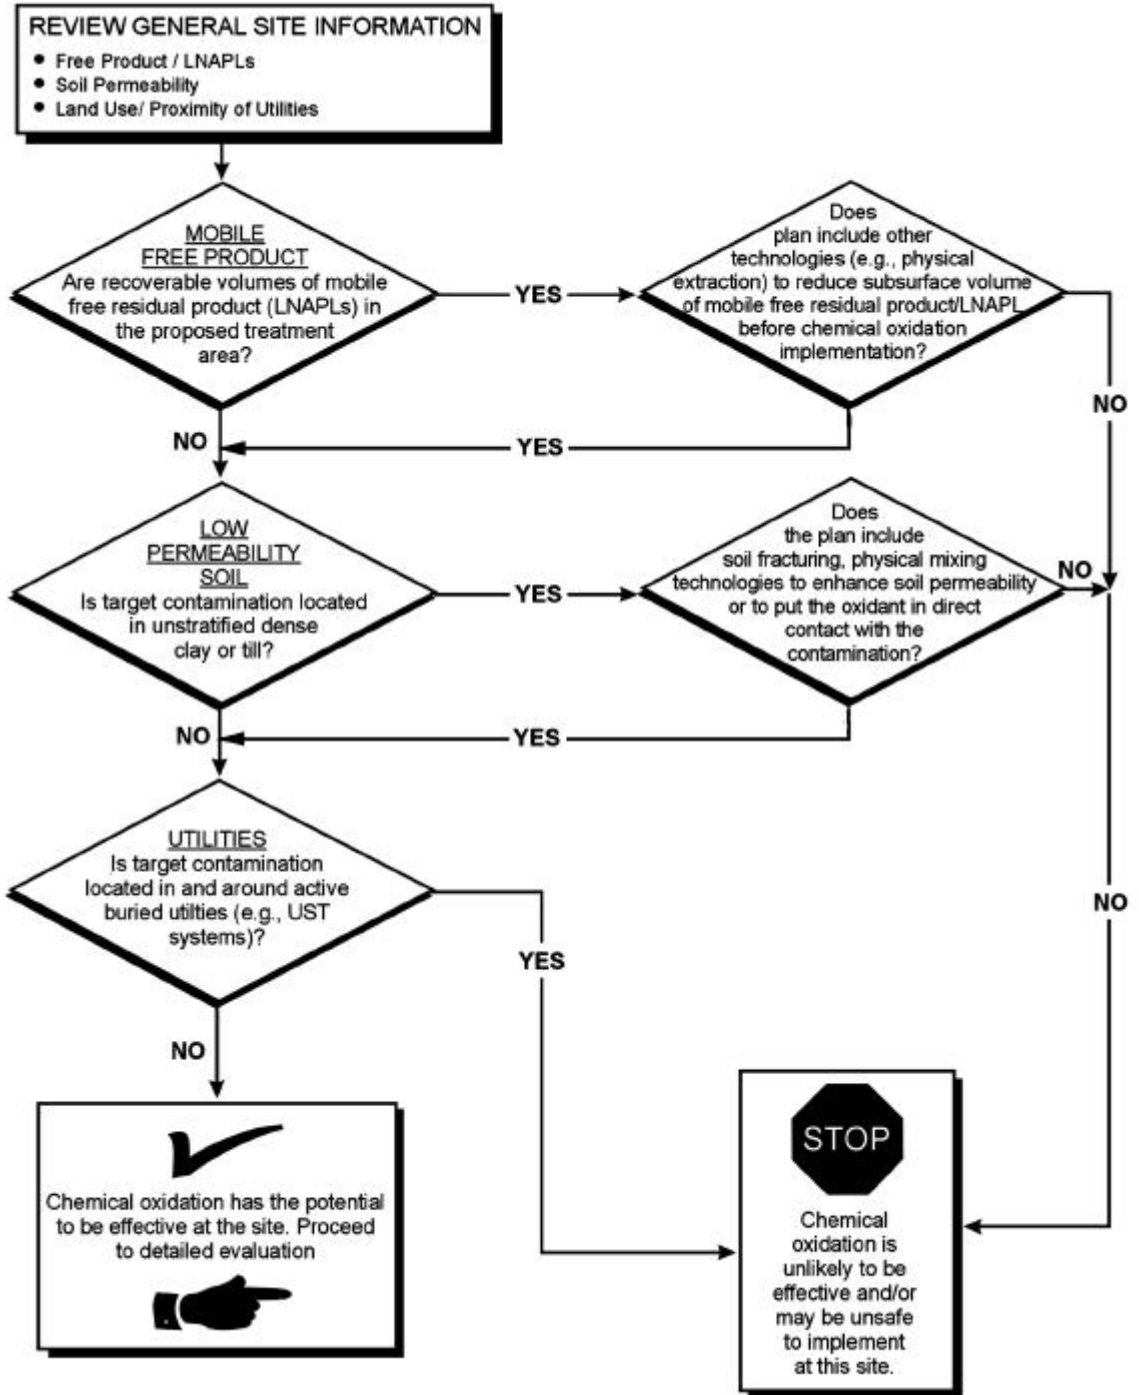 REVIEW GENERAL SITE INFORMATION
• Free Product / LNAPLs
• Soil Permeability
• Land Use/ Proximity of Utilities
MOBILE
FREE PRODUCT
Are recoverable volumes of mobile
free residual product (LNAPLs) in
the proposed treatment
area?
YES
Does
plan include other
technologies (e.g., physical
extraction) to reduce subsurface volume
of mobile free residual product/LNAPL
before chemical oxidation
implementation?
NO
NO
YES
LOW
PERMEABILITY
SOIL
Is target contamination located
in unstratified dense
clay or till?
YES
Does
the plan include
soil fracturing, physical mixing
technologies to enhance soil permeability
or to put the oxidant in direct
contact with the
contamination?
NO
NO
YES
UTILITIES
Is target contamination
located in and around active
buried utilties (e.g., UST
systems)?
NO
YES
NO
Chemical oxidation has the potential
to be effective at the site. Proceed
to detailed evaluation
STOP
Chemical
oxidation is
unlikely to be
effective and/or
may be unsafe
to implement
at this site.